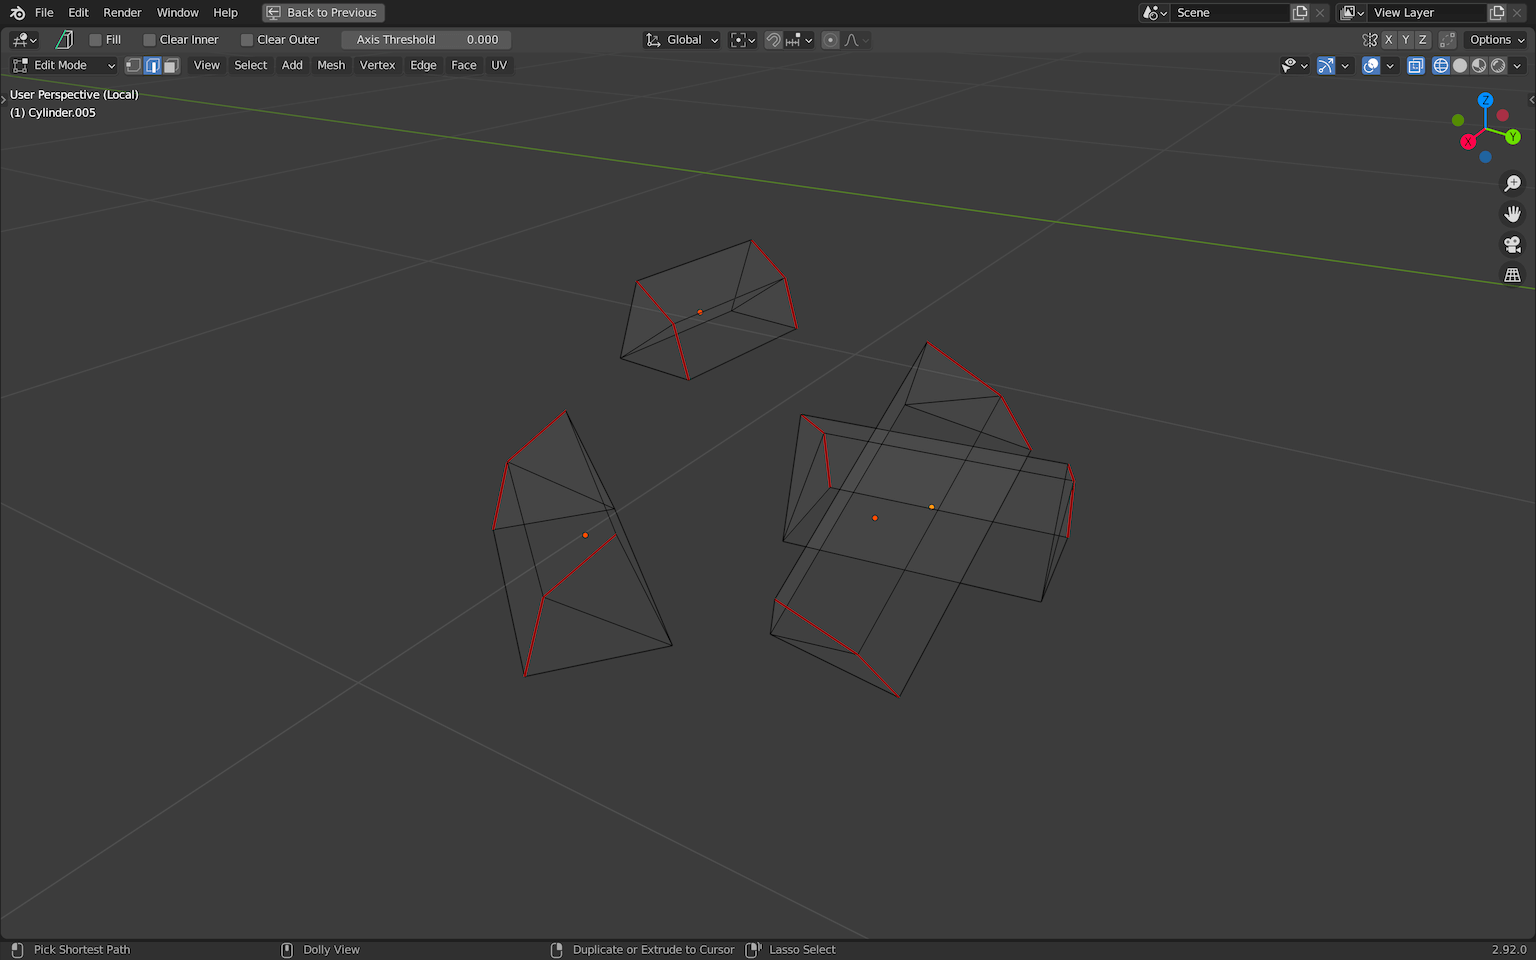 File Edit Render Window Help Back to Previous Scene View Layer
Fill Clear Inner Clear Outer Axis Threshold 0.000 Global X Y Z Options
Edit Mode View Select Add Mesh Vertex Edge Face UV
User Perspective (Local)
(1) Cylinder.005
Z
Y
X
Pick Shortest Path Dolly View Duplicate or Extrude to Cursor Lasso Select 2.92.0